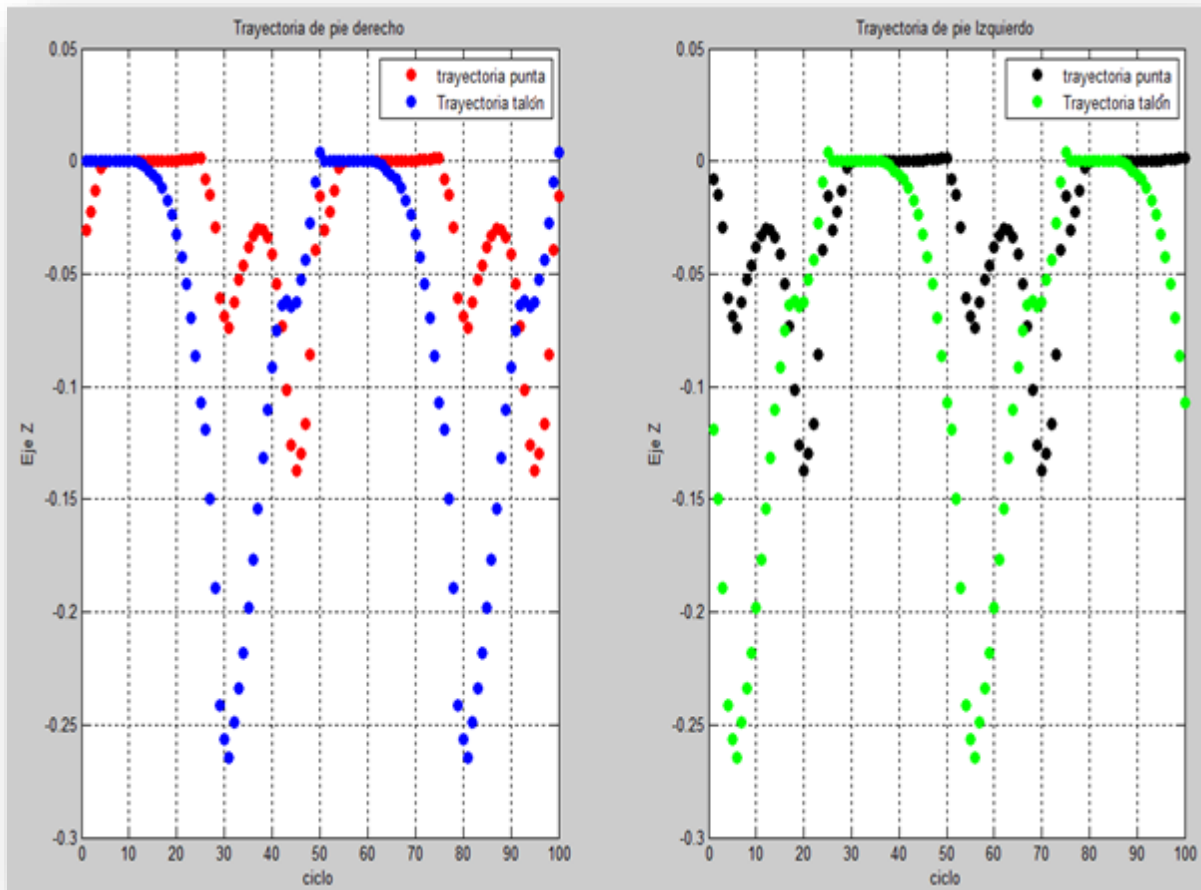 Trayectoria de pie derecho
trayectoria punta
Trayectoria talón
0.05
0
-0.05
-0.1
-0.15
-0.2
-0.25
-0.3
Eje Z
0 10 20 30 40 50 60 70 80 90 100
ciclo
Trayectoria de pie Izquierdo
trayectoria punta
Trayectoria talón
0.05
0
-0.05
-0.1
-0.15
-0.2
-0.25
-0.3
Eje Z
0 10 20 30 40 50 60 70 80 90 100
ciclo